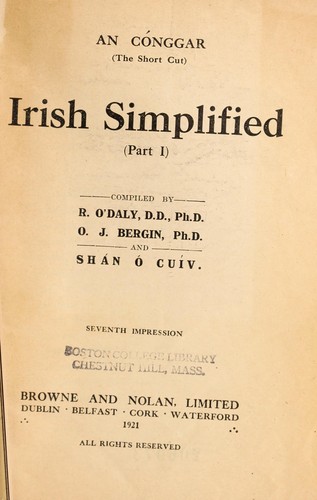 AN CÓNGGAR
(The Short Cut)
Irish Simplified
(Part I)
COMPILED BY
R. O'DALY, D.D., Ph.D.
O. J. BERGIN, Ph.D.
AND
SHÁN Ó CUÍV.
SEVENTH IMPRESSION
BOSTON COLLEGE LIBRARY
CHESTNUT HILL, MASS.
BROWNE AND NOLAN, LIMITED
DUBLIN · BELFAST · CORK · WATERFORD
1921
ALL RIGHTS RESERVED